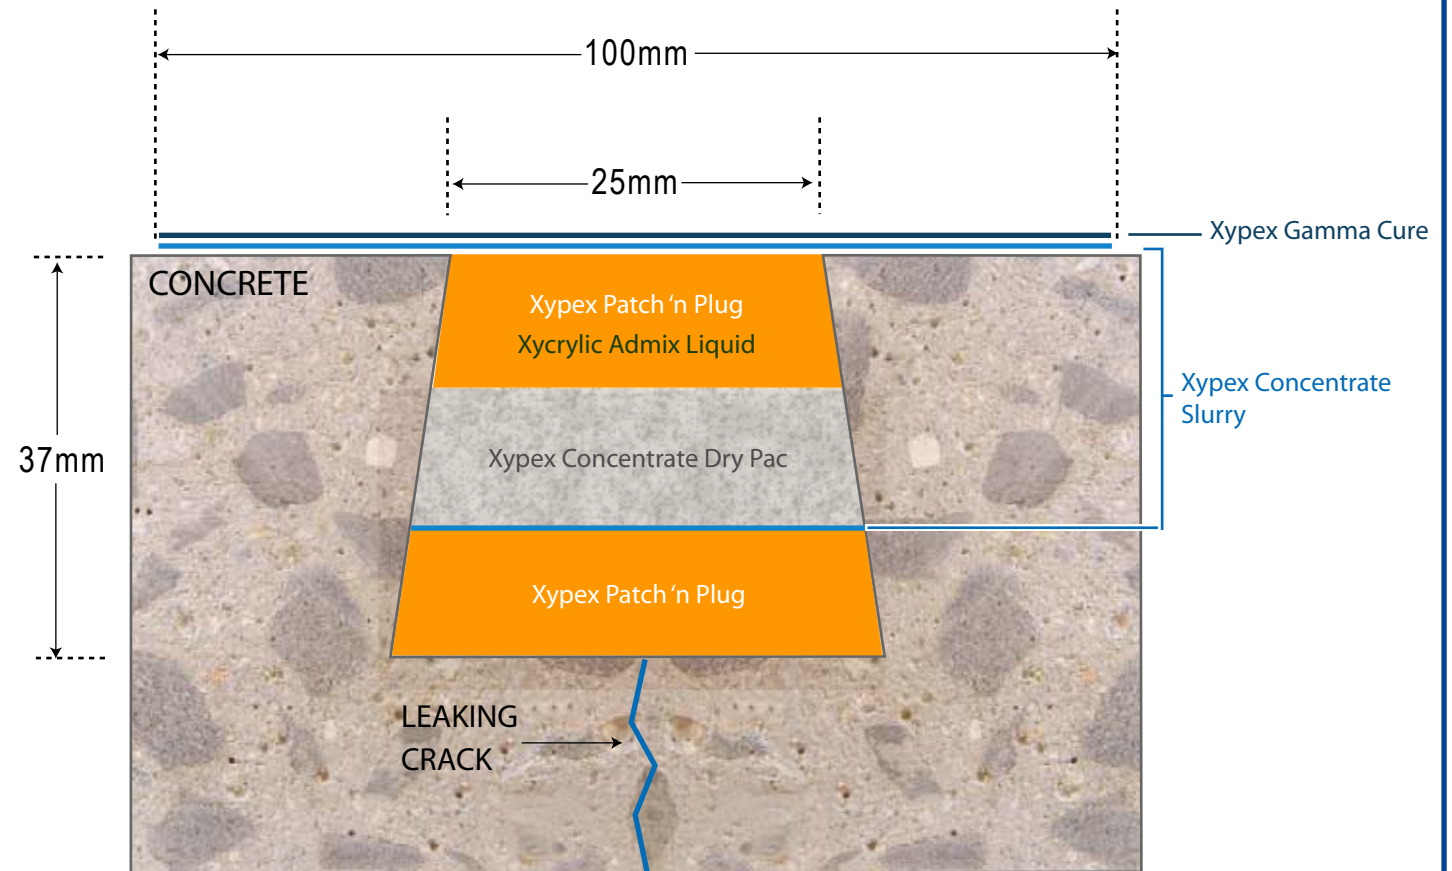 100mm
25mm
Xypex Gamma Cure
CONCRETE
Xypex Patch ‘n Plug
Xycrylic Admix Liquid
Xypex Concentrate
Slurry
37mm
Xypex Concentrate Dry Pac
Xypex Patch ‘n Plug
LEAKING
CRACK